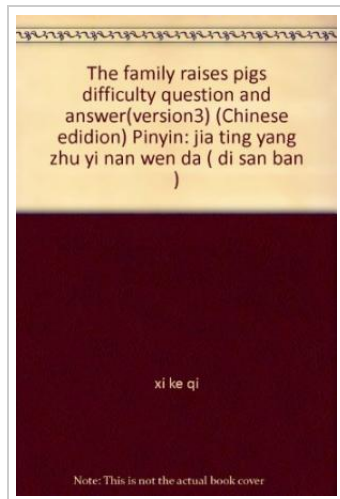 The family raises pigs
difficulty question and
answer(version3) (Chinese
edidion) Pinyin: jia ting yang
zhu yi nan wen da ( di san ban
)
xi ke qi
Note: This is not the actual book cover